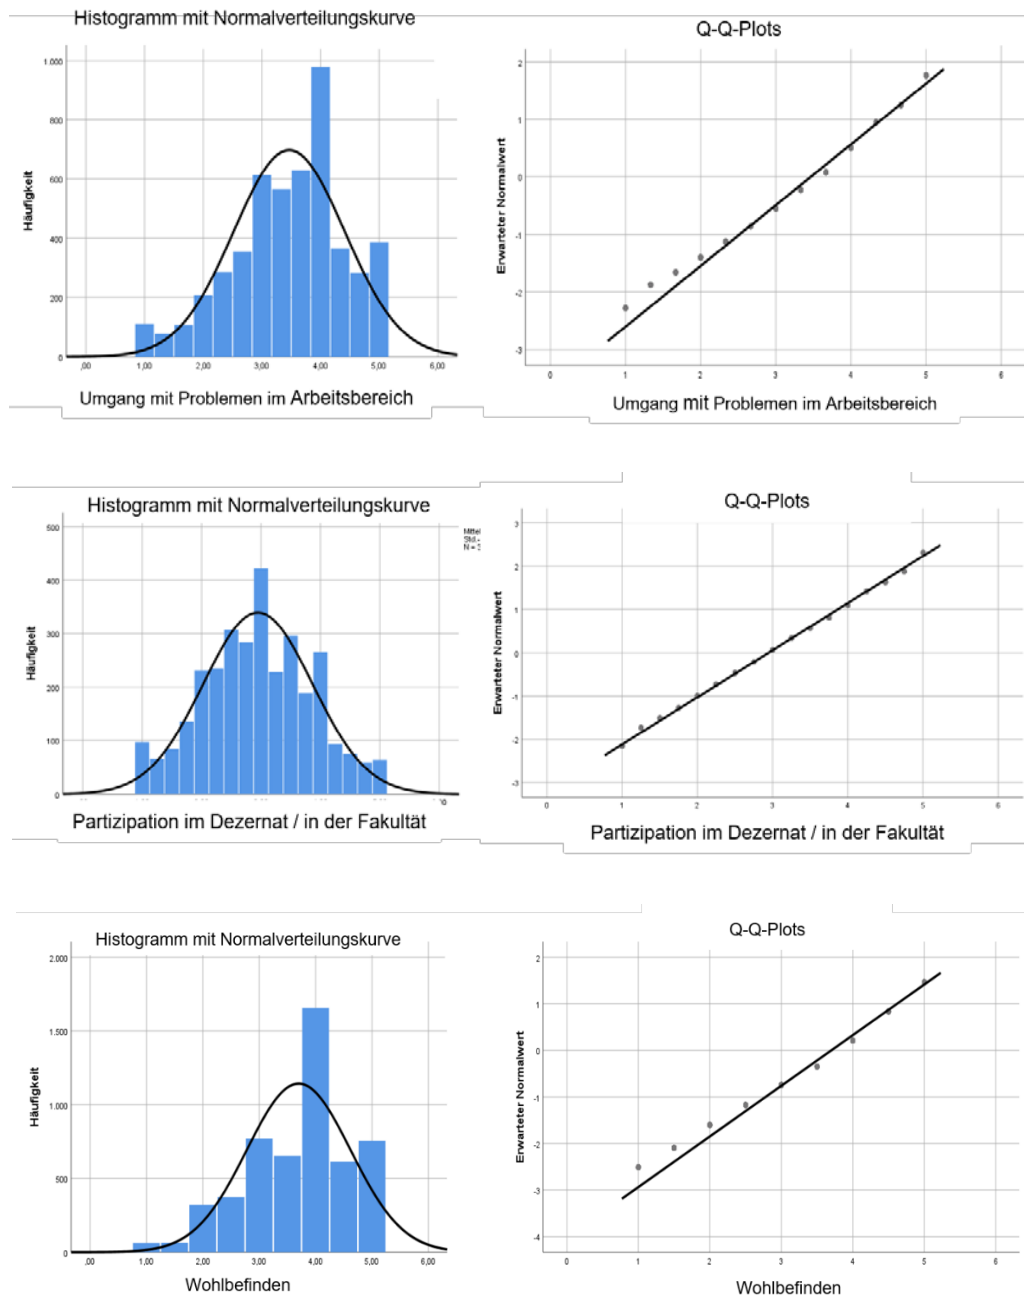 Histogramm mit Normalverteilungskurve
Häufigkeit
1.000
800
600
400
200
0
,00 1,00 2,00 3,00 4,00 5,00 6,00
Umgang mit Problemen im Arbeitsbereich
Q-Q-Plots
Erwarteter Normalwert
2
1
0
-1
-2
-3
0 1 2 3 4 5 6
Umgang mit Problemen im Arbeitsbereich
Histogramm mit Normalverteilungskurve
Häufigkeit
500
400
300
200
100
0
Mittel
Std.-
N =
Partizipation im Dezernat / in der Fakultät
Q-Q-Plots
Erwarteter Normalwert
3
2
1
0
-1
-2
-3
0 1 2 3 4 5 6
Partizipation im Dezernat / in der Fakultät
Histogramm mit Normalverteilungskurve
Häufigkeit
2.000
1.500
1.000
500
0
,00 1,00 2,00 3,00 4,00 5,00 6,00
Wohlbefinden
Q-Q-Plots
Erwarteter Normalwert
2
1
0
-1
-2
-3
-4
0 1 2 3 4 5 6
Wohlbefinden